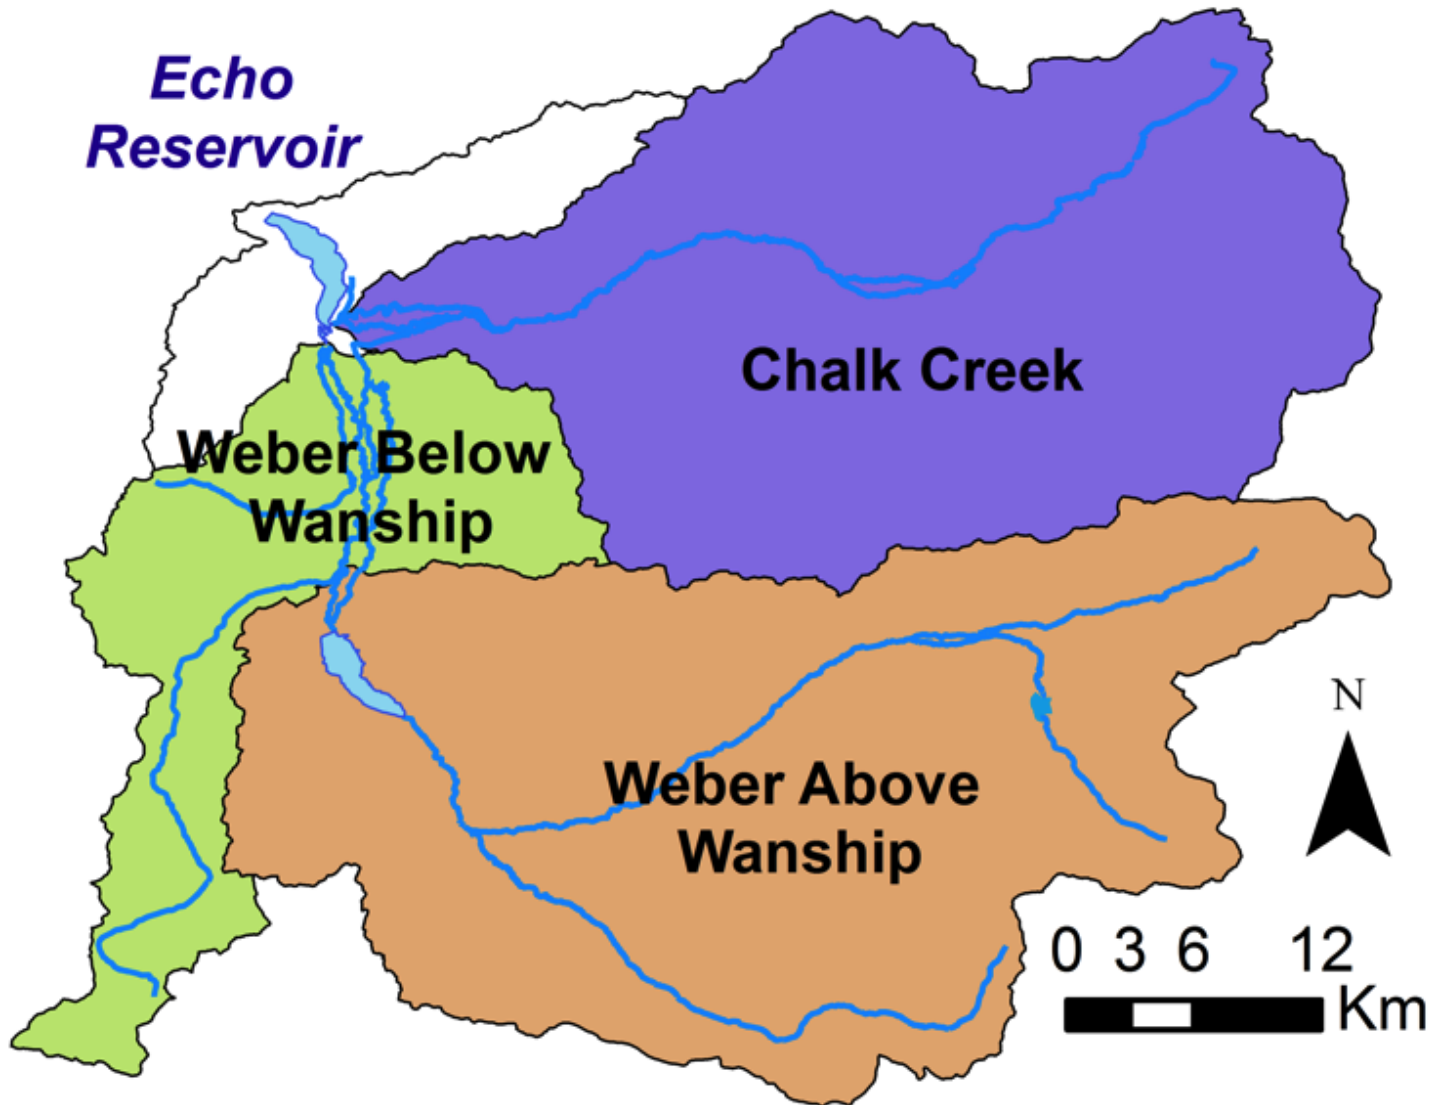 Echo
Reservoir
Chalk Creek
Weber Below
Wanship
Weber Above
Wanship
N
0 3 6 12
Km